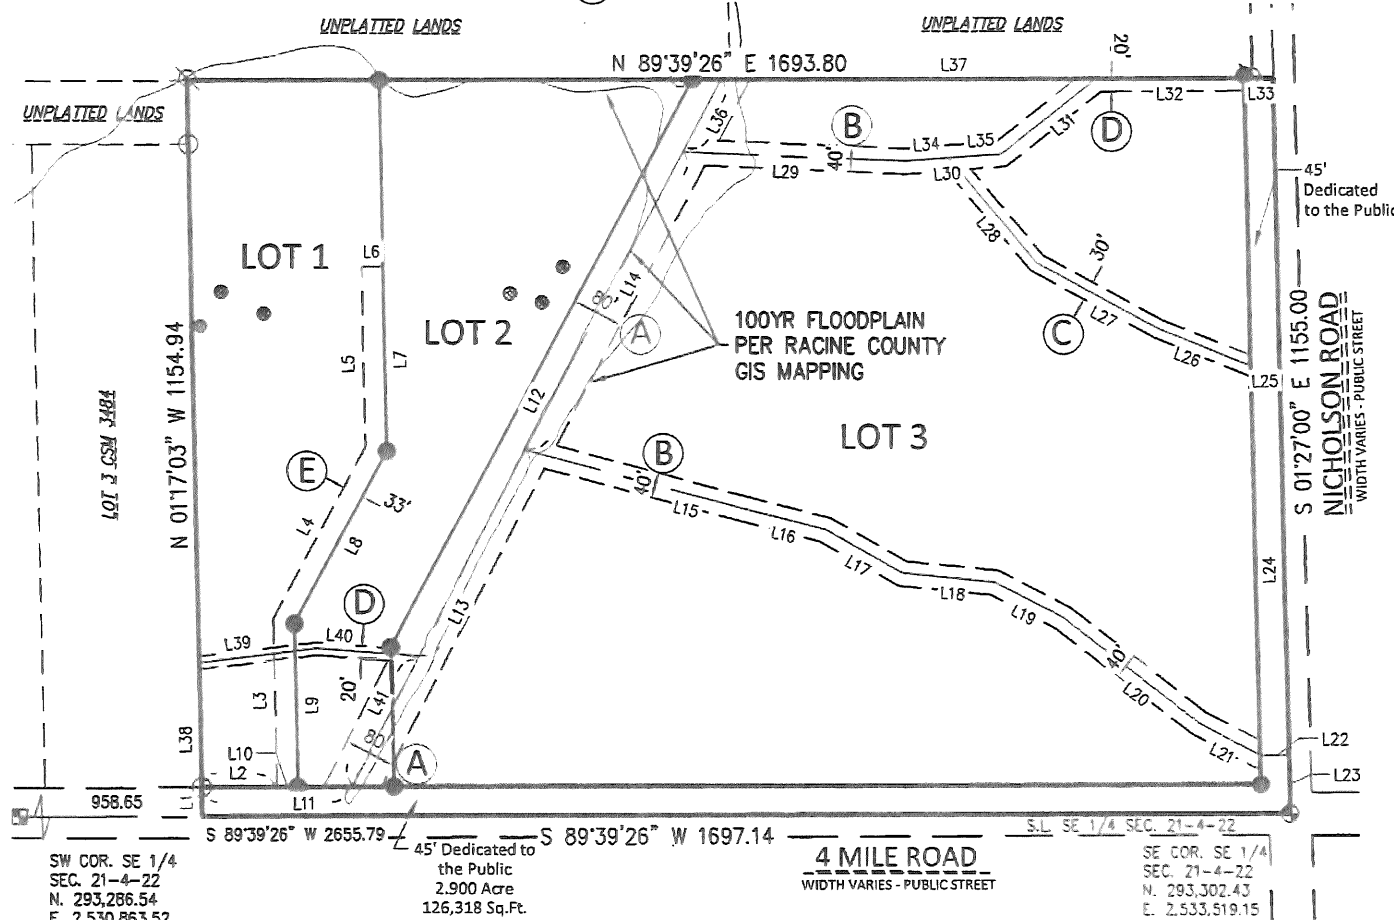 UNPLATTED LANDS
UNPLATTED LANDS
N 89°39'26" E 1693.80
L37
20'
UNPLATTED LANDS
L36
B
40'
L34
L35
L31
D
L32
L33
L29
L30
45'
Dedicated
to the Public
L28
30'
LOT 1
L6
L14
80'
A
C
L27
L26
L25
LOT 2
100YR FLOODPLAIN
PER RACINE COUNTY
GIS MAPPING
L5
L7
L12
LOT 3
N 01°17'03" W 1154.94
LOT 3 CSM 3484
S 01°27'00" E 1155.00
NICHOLSON ROAD
WIDTH VARIES - PUBLIC STREET
E
33'
L4
L8
B
40'
L15
L16
L17
L18
L19
L24
L13
D
L39
L40
20'
L41
40'
L20
L21
L22
L23
L3
L9
L38
L10
L2
80'
A
L1
L11
958.65
S 89°39'26" W 2655.79
S 89°39'26" W 1697.14
S.L. SE 1/4 SEC. 21-4-22
45' Dedicated to
the Public
2.900 Acre
126,318 Sq.Ft.
4 MILE ROAD
WIDTH VARIES - PUBLIC STREET
SW COR. SE 1/4
SEC. 21-4-22
N. 293,286.54
E. 2,530,863.52
SE COR. SE 1/4
SEC. 21-4-22
N. 293,302.43
E. 2,533,519.15